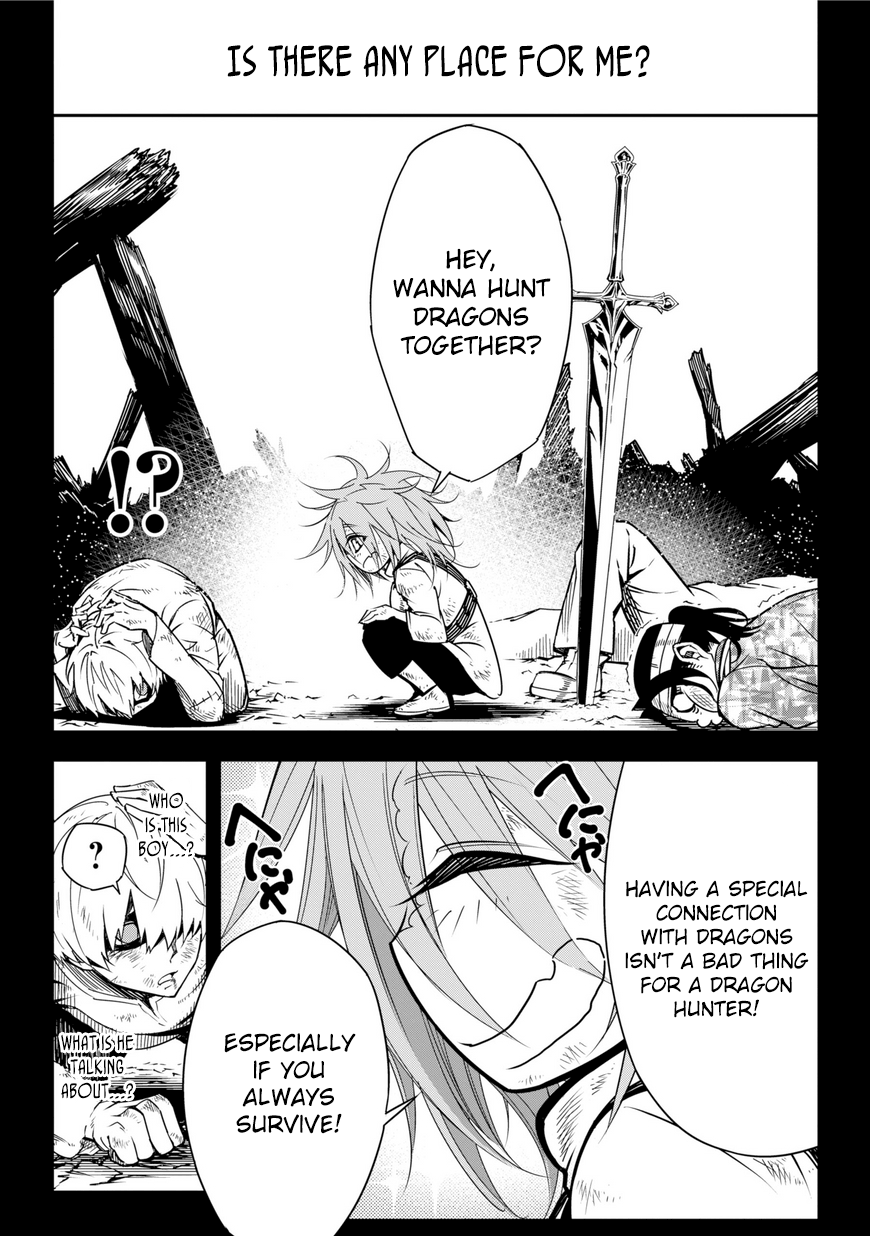 IS THERE ANY PLACE FOR ME?
HEY,
WANNA HUNT
DRAGONS
TOGETHER?
!?
HAVING A SPECIAL
CONNECTION
WITH DRAGONS
ISN'T A BAD THING
FOR A DRAGON
HUNTER!
へにゃ
へにゃ
ESPECIALLY
IF YOU
ALWAYS
SURVIVE!
WHO
IS THIS
BOY...?
?
WHAT IS HE
TALKING
ABOUT...?